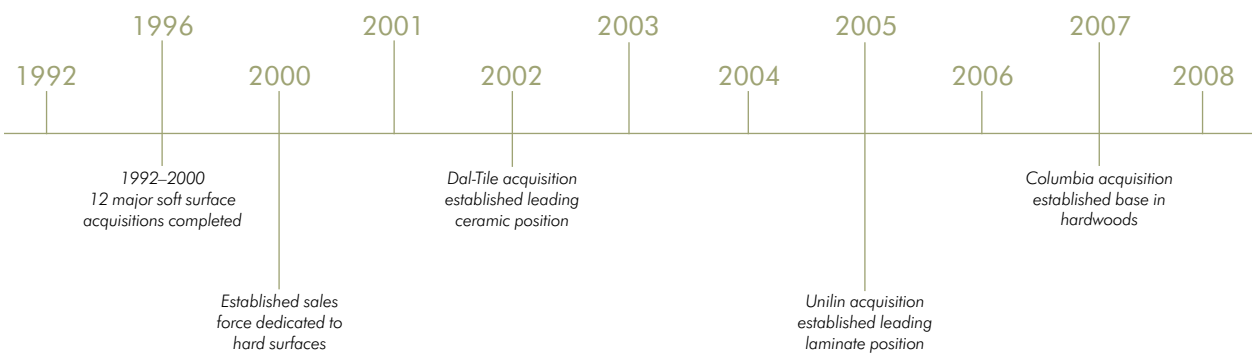 1996
2001
2003
2005
2007
1992
2000
2002
2004
2006
2008
1992–2000
12 major soft surface
acquisitions completed
Dal-Tile acquisition
established leading
ceramic position
Columbia acquisition
established base in
hardwoods
Established sales
force dedicated to
hard surfaces
Unilin acquisition
established leading
laminate position